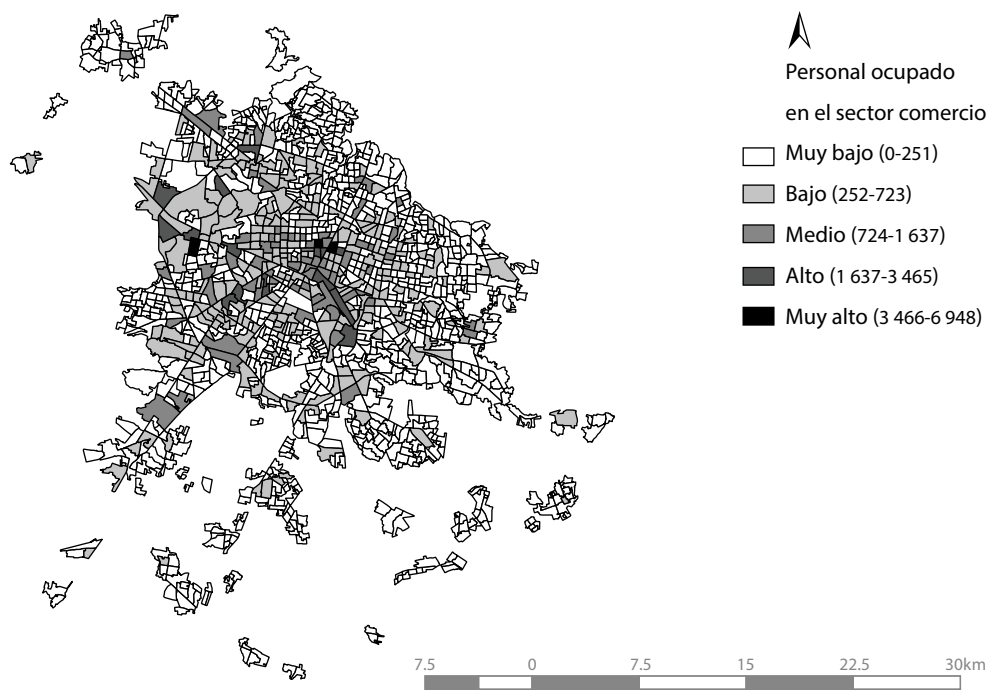 Personal ocupado
en el sector comercio
Muy bajo (0-251)
Bajo (252-723)
Medio (724-1 637)
Alto (1 637-3 465)
Muy alto (3 466-6 948)
7.5 0 7.5 15 22.5 30km